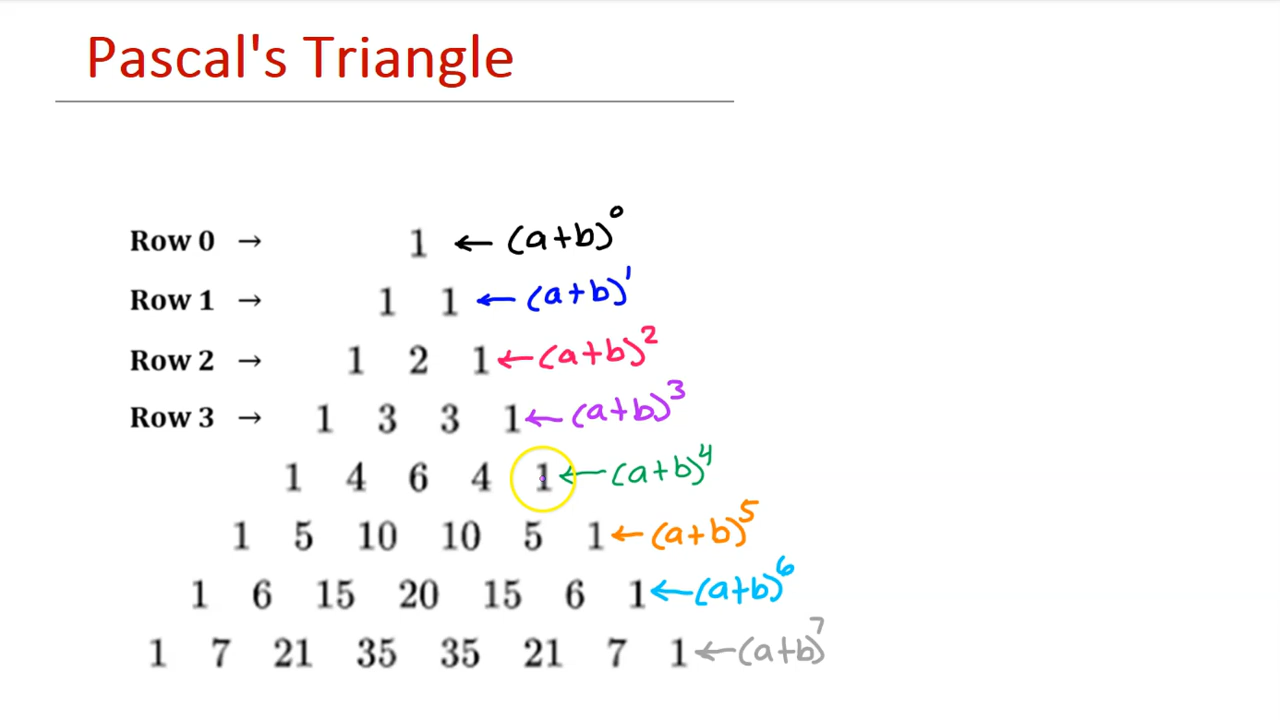 Pascal's Triangle
Row 0 → 1 ← (a+b)⁰
Row 1 → 1 1 ← (a+b)¹
Row 2 → 1 2 1 ← (a+b)²
Row 3 → 1 3 3 1 ← (a+b)³
1 4 6 4 1 ← (a+b)⁴
1 5 10 10 5 1 ← (a+b)⁵
1 6 15 20 15 6 1 ← (a+b)⁶
1 7 21 35 35 21 7 1 ← (a+b)⁷